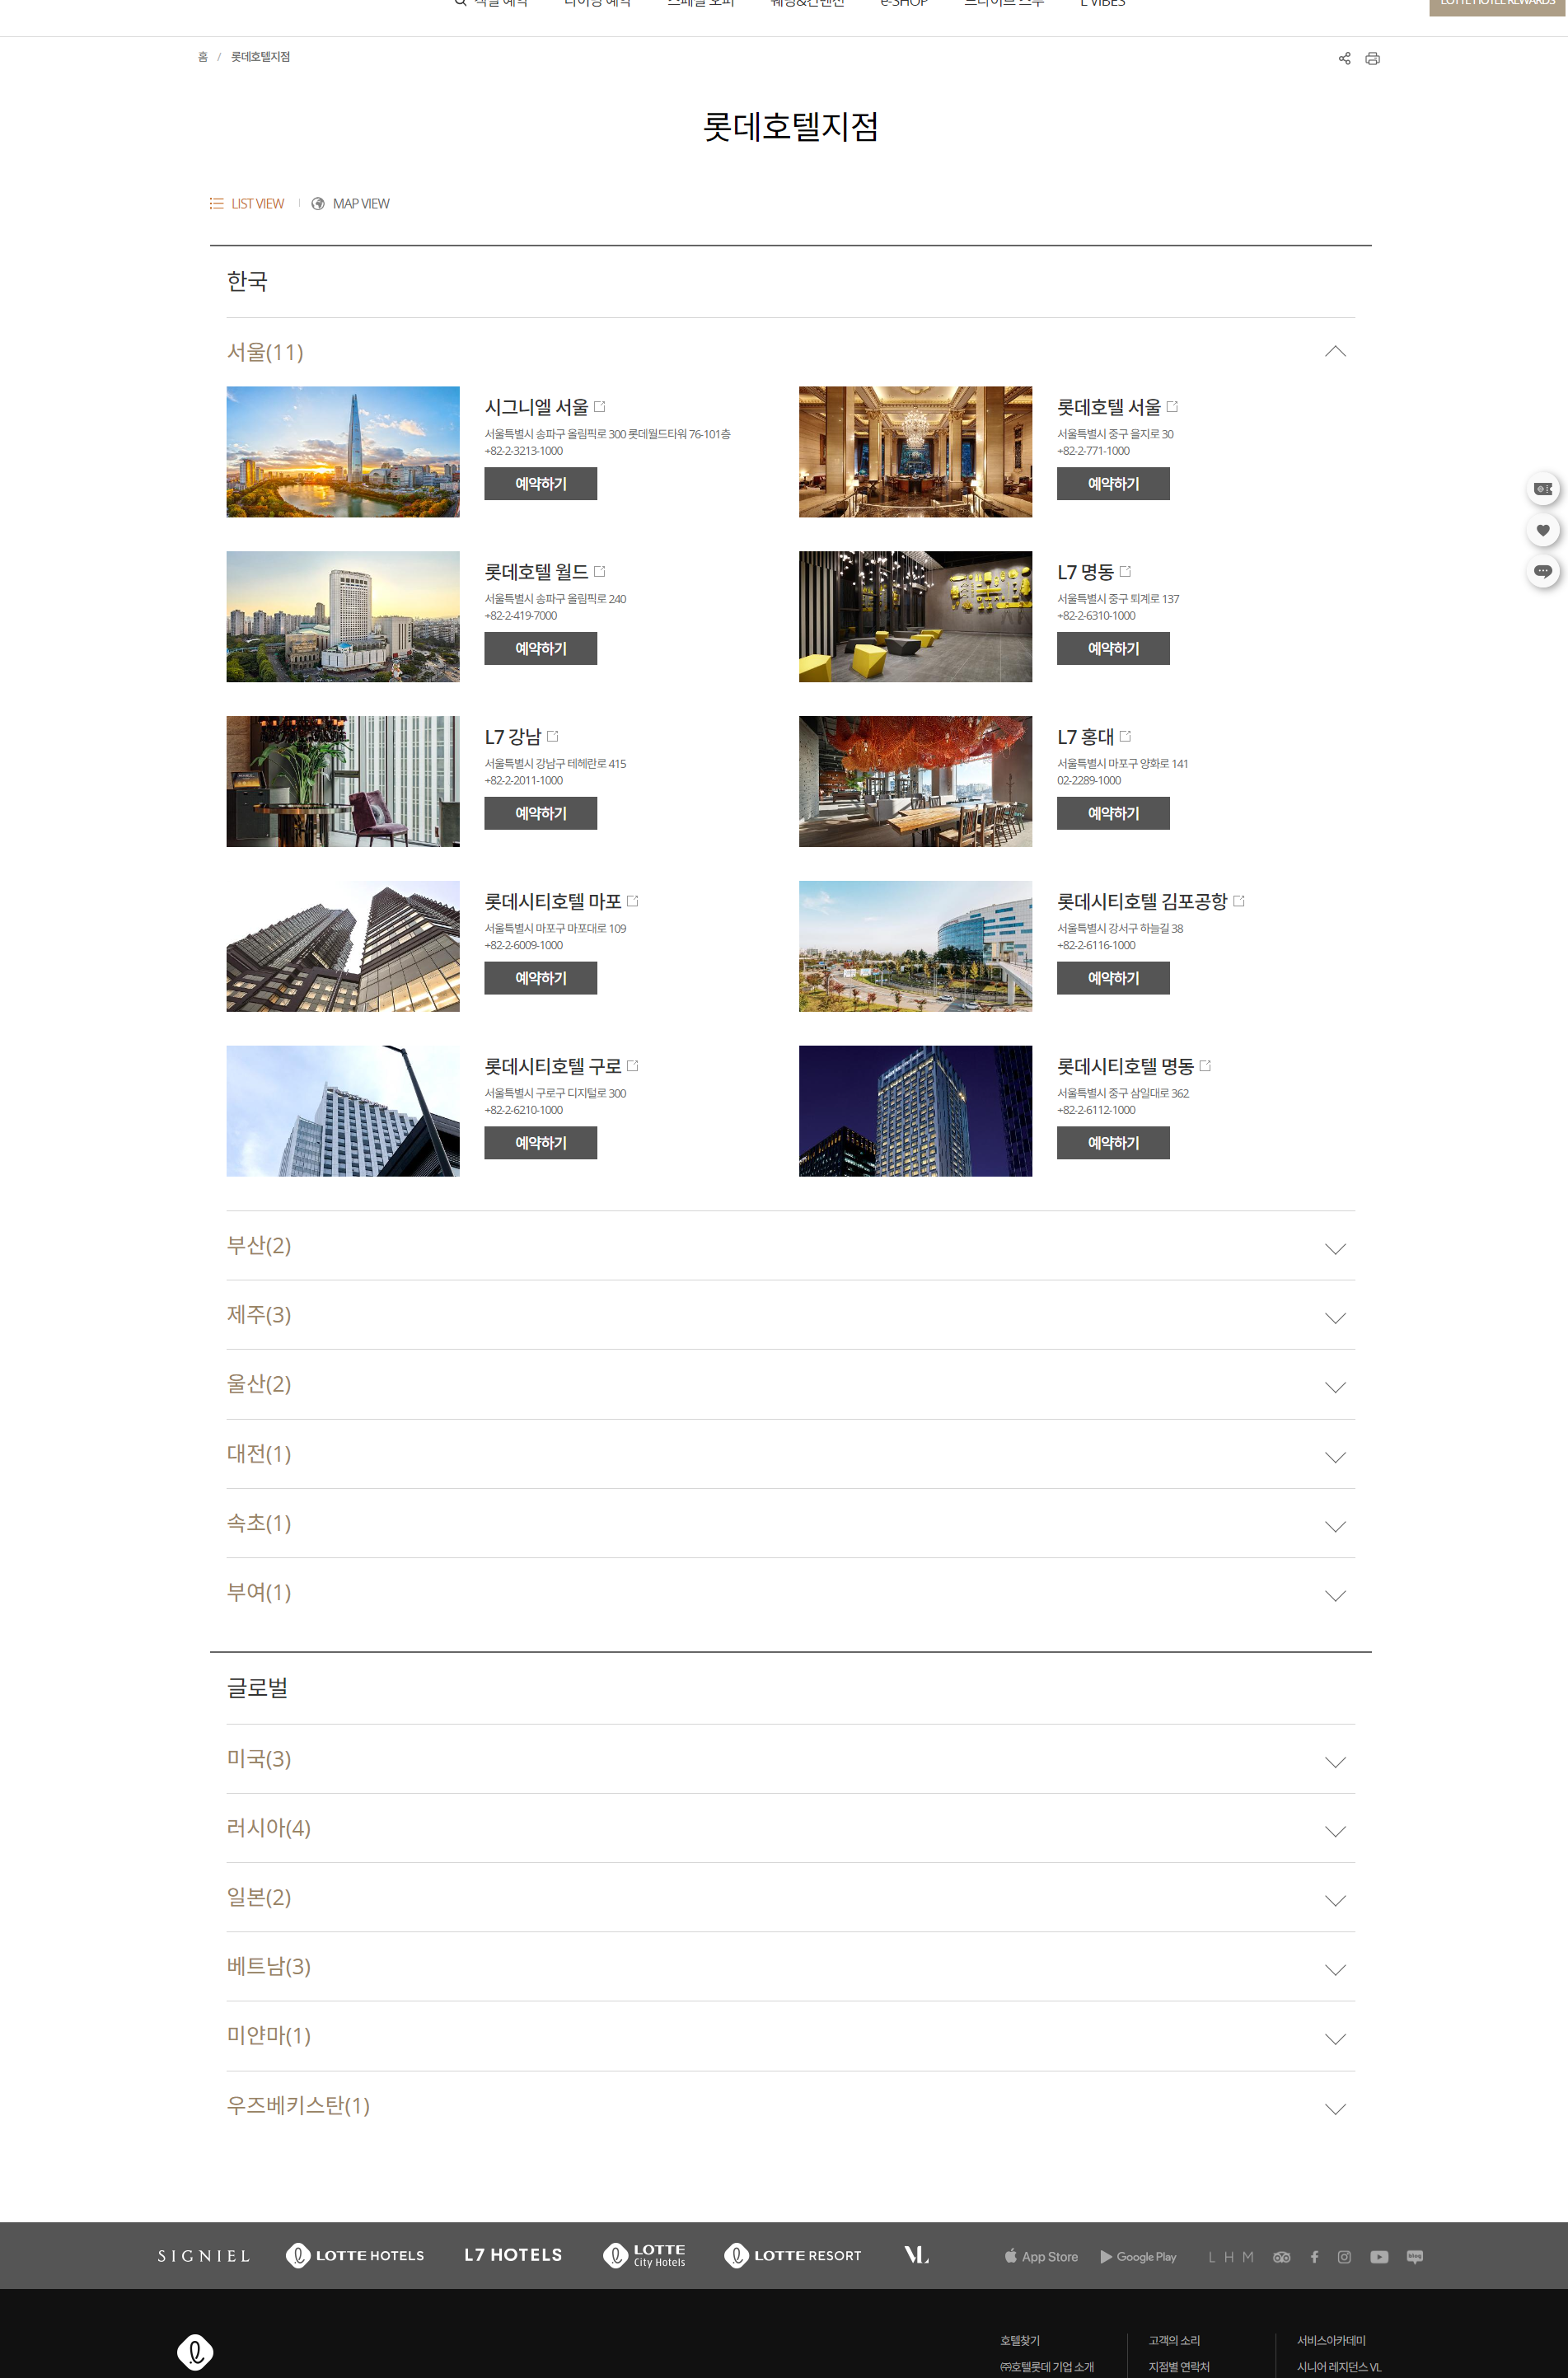 e-SHOP
L'VIBES
LOTTE HOTEL REWARDS
홈 / 롯데호텔지점
롯데호텔지점
LIST VIEW
MAP VIEW
한국
서울(11)
시그니엘 서울
서울특별시 송파구 올림픽로 300 롯데월드타워 76-101층
+82-2-3213-1000
예약하기
롯데호텔 서울
서울특별시 중구 을지로 30
+82-2-771-1000
예약하기
롯데호텔 월드
서울특별시 송파구 올림픽로 240
+82-2-419-7000
예약하기
L7 명동
서울특별시 중구 퇴계로 137
+82-2-6310-1000
예약하기
L7 강남
서울특별시 강남구 테헤란로 415
+82-2-2011-1000
예약하기
L7 홍대
서울특별시 마포구 양화로 141
02-2289-1000
예약하기
롯데시티호텔 마포
서울특별시 마포구 마포대로 109
+82-2-6009-1000
예약하기
롯데시티호텔 김포공항
서울특별시 강서구 하늘길 38
+82-2-6116-1000
예약하기
롯데시티호텔 구로
서울특별시 구로구 디지털로 300
+82-2-6210-1000
예약하기
롯데시티호텔 명동
서울특별시 중구 삼일대로 362
+82-2-6112-1000
예약하기
부산(2)
제주(3)
울산(2)
대전(1)
속초(1)
부여(1)
글로벌
미국(3)
러시아(4)
일본(2)
베트남(3)
미얀마(1)
우즈베키스탄(1)
SIGNIEL
LOTTE HOTELS
L7 HOTELS
LOTTE
City Hotels
LOTTE RESORT
VL
App Store
Google Play
L H M
호텔찾기
고객의 소리
서비스아카데미
㈜호텔롯데 기업 소개
지점별 연락처
시니어 레지던스 VL